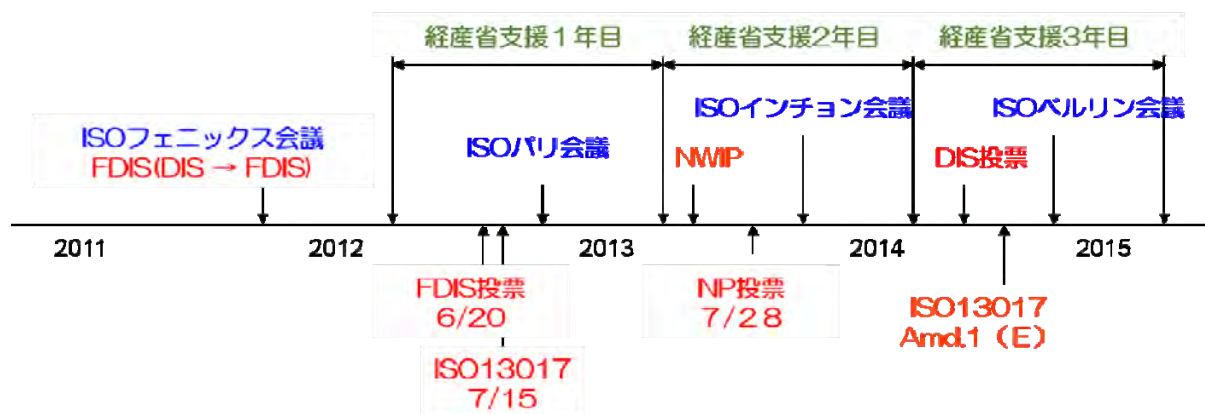 経産省支援1年目
経産省支援2年目
経産省支援3年目
ISOフェニックス会議
FDIS(DIS → FDIS)
ISOパリ会議
ISOインチョン会議
NWIP
ISOベルリン会議
DIS投票
2011
2012
2013
2014
2015
FDIS投票
6/20
ISO13017
7/15
NP投票
7/28
ISO13017
Amd.1（E）